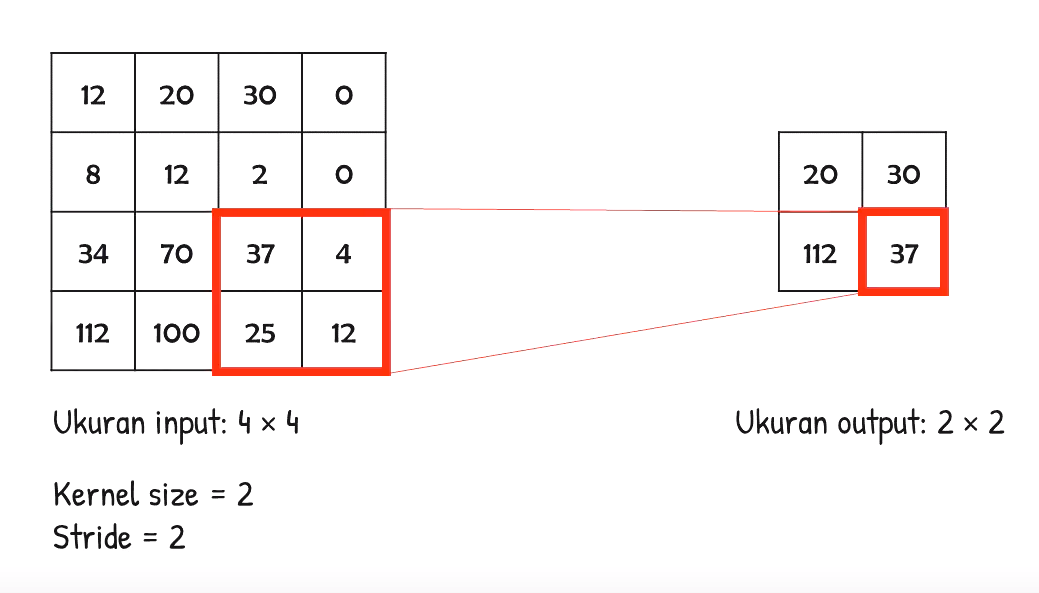 12 20 30 0
8 12 2 0
34 70 37 4
112 100 25 12
20 30
112 37
Ukuran input: 4 × 4
Ukuran output: 2 × 2
Kernel size = 2
Stride = 2